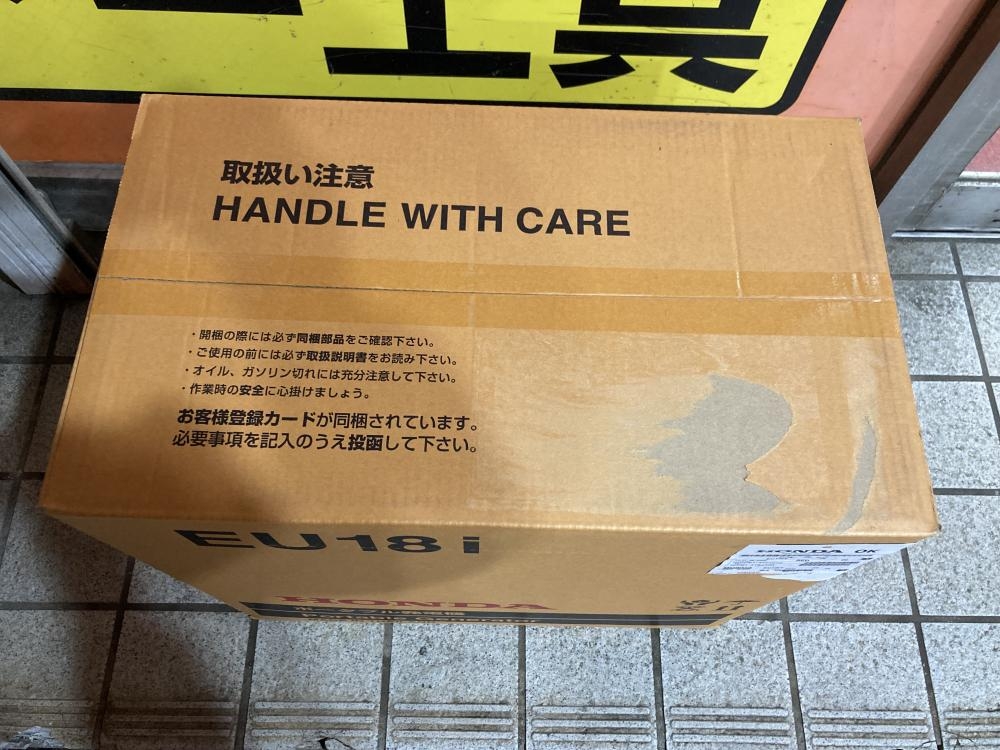 工具
取扱い注意
HANDLE WITH CARE
・開梱の際には必ず同梱部品をご確認下さい。
・ご使用の前には必ず取扱説明書をお読み下さい。
・オイル、ガソリン切れには充分注意して下さい。
・作業時の安全に心掛けましょう。
お客様登録カードが同梱されています。
必要事項を記入のうえ投函して下さい。
EU18i
HONDA OK
HONDA
Portable Generator